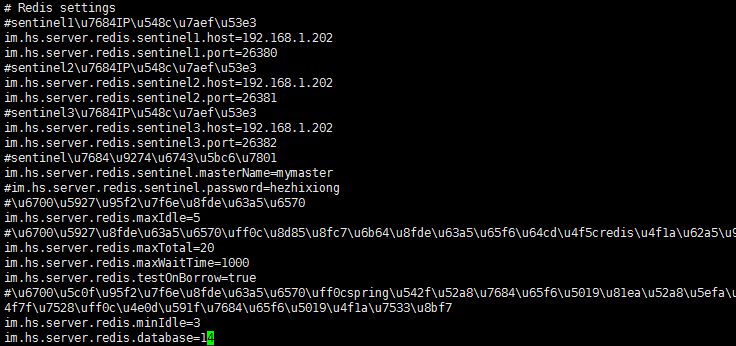 # Redis settings
#sentinel1\u7684IP\u548c\u7aef\u53e3
im.hs.server.redis.sentinel1.host=192.168.1.202
im.hs.server.redis.sentinel1.port=26380
#sentinel2\u7684IP\u548c\u7aef\u53e3
im.hs.server.redis.sentinel2.host=192.168.1.202
im.hs.server.redis.sentinel2.port=26381
#sentinel3\u7684IP\u548c\u7aef\u53e3
im.hs.server.redis.sentinel3.host=192.168.1.202
im.hs.server.redis.sentinel3.port=26382
#sentinel\u7684\u9274\u6743\u5bc6\u7801
im.hs.server.redis.sentinel.masterName=mymaster
#im.hs.server.redis.sentinel.password=hezhixiong
#\u6700\u5927\u95f2\u7f6e\u8fde\u63a5\u6570
im.hs.server.redis.maxIdle=5
#\u6700\u5927\u8fde\u63a5\u6570\uff0c\u8d85\u8fc7\u6b64\u8fde\u63a5\u65f6\u64cd\u4f5credis\u4f1a\u62a5\u9
im.hs.server.redis.maxTotal=20
im.hs.server.redis.maxWaitTime=1000
im.hs.server.redis.testOnBorrow=true
#\u6700\u5c0f\u95f2\u7f6e\u8fde\u63a5\u6570\uff0cspring\u542f\u52a8\u7684\u65f6\u5019\u81ea\u52a8\u5efa\
4f7f\u7528\uff0c\u4e0d\u591f\u7684\u65f6\u5019\u4f1a\u7533\u8bf7
im.hs.server.redis.minIdle=3
im.hs.server.redis.database=14